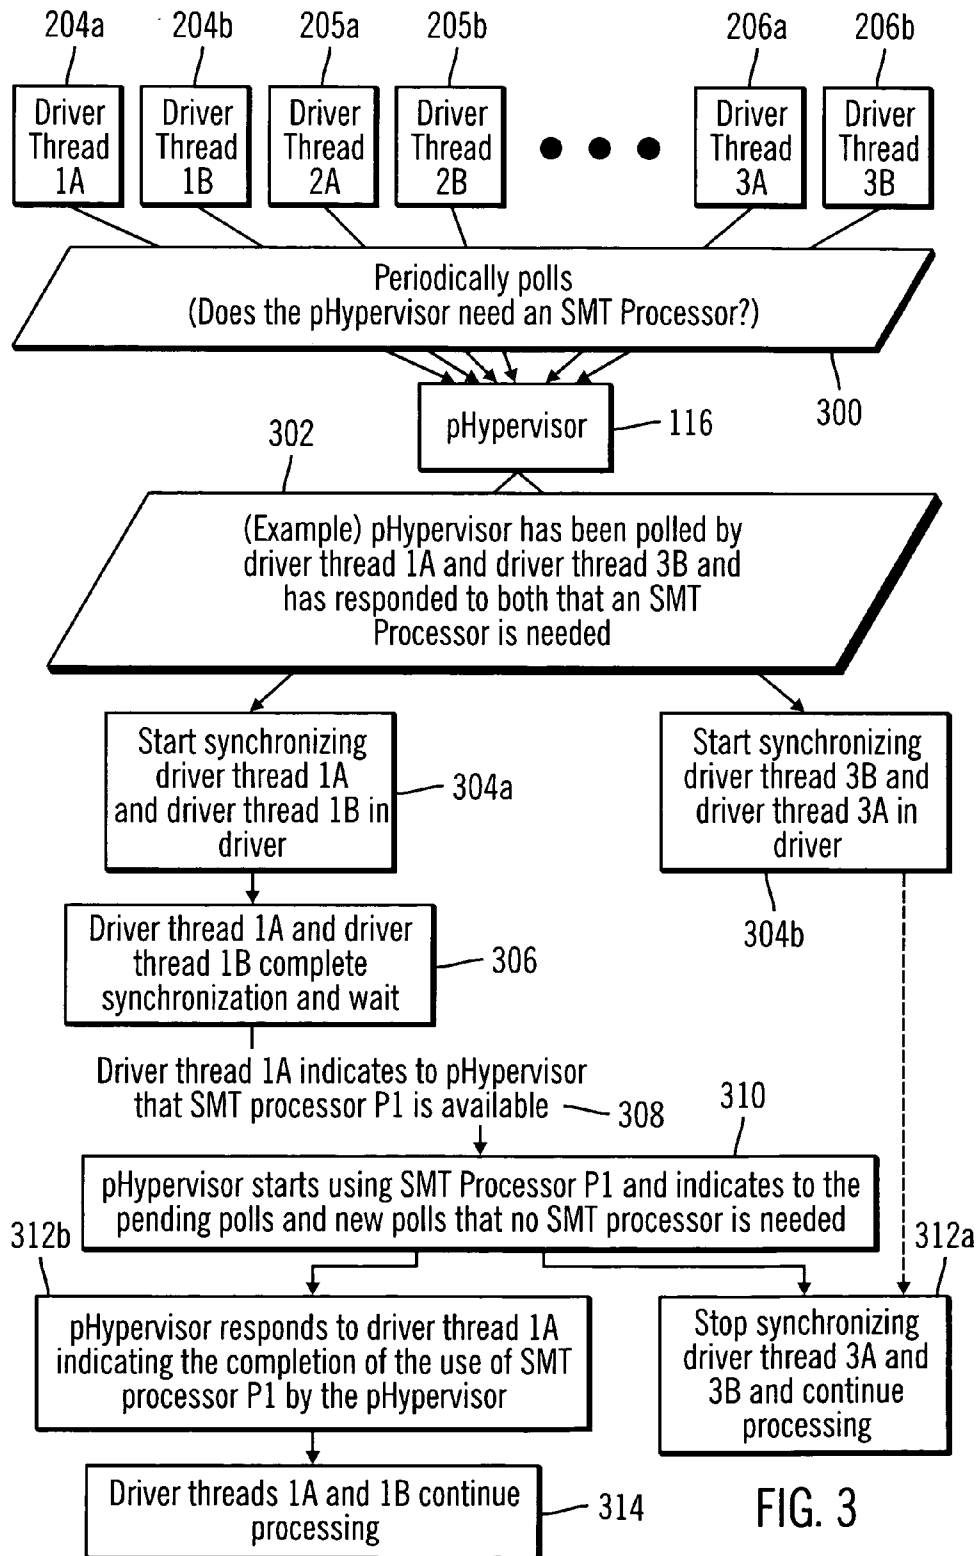 204a 204b 205a 205b 206a 206b
Driver
Thread
1A
Driver
Thread
1B
Driver
Thread
2A
Driver
Thread
2B
Driver
Thread
3A
Driver
Thread
3B
Periodically polls
(Does the pHypervisor need an SMT Processor?)
300
pHypervisor
116
302
(Example) pHypervisor has been polled by
driver thread 1A and driver thread 3B and
has responded to both that an SMT
Processor is needed
Start synchronizing
driver thread 1A
and driver thread 1B in
driver
304a
Start synchronizing
driver thread 3B and
driver thread 3A in
driver
304b
Driver thread 1A and driver
thread 1B complete
synchronization and wait
306
Driver thread 1A indicates to pHypervisor
that SMT processor P1 is available
308
310
pHypervisor starts using SMT Processor P1 and indicates to the
pending polls and new polls that no SMT processor is needed
312b
pHypervisor responds to driver thread 1A
indicating the completion of the use of SMT
processor P1 by the pHypervisor
312a
Stop synchronizing
driver thread 3A and
3B and continue
processing
Driver threads 1A and 1B continue
processing
314
FIG. 3